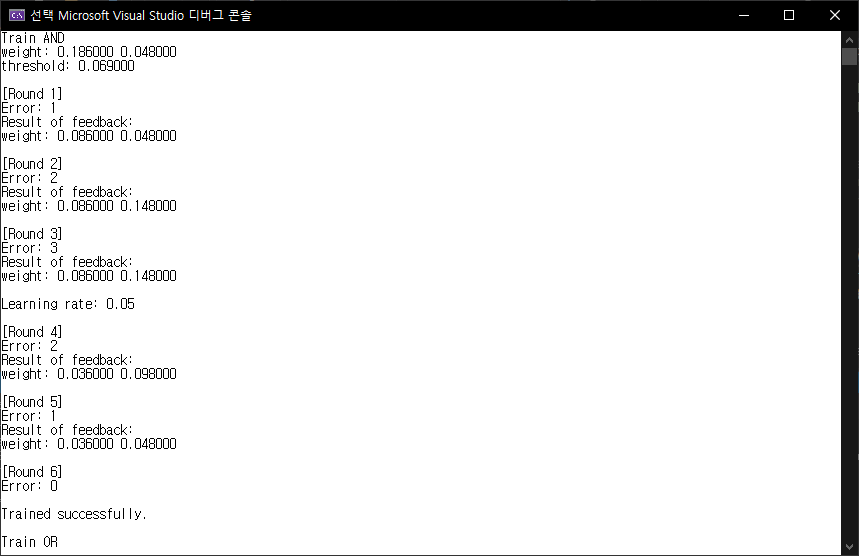 선택 Microsoft Visual Studio 디버그 콘솔
Train AND
weight: 0.186000 0.048000
threshold: 0.069000
[Round 1]
Error: 1
Result of feedback:
weight: 0.086000 0.048000
[Round 2]
Error: 2
Result of feedback:
weight: 0.086000 0.148000
[Round 3]
Error: 3
Result of feedback:
weight: 0.086000 0.148000
Learning rate: 0.05
[Round 4]
Error: 2
Result of feedback:
weight: 0.036000 0.098000
[Round 5]
Error: 1
Result of feedback:
weight: 0.036000 0.048000
[Round 6]
Error: 0
Trained successfully.
Train OR